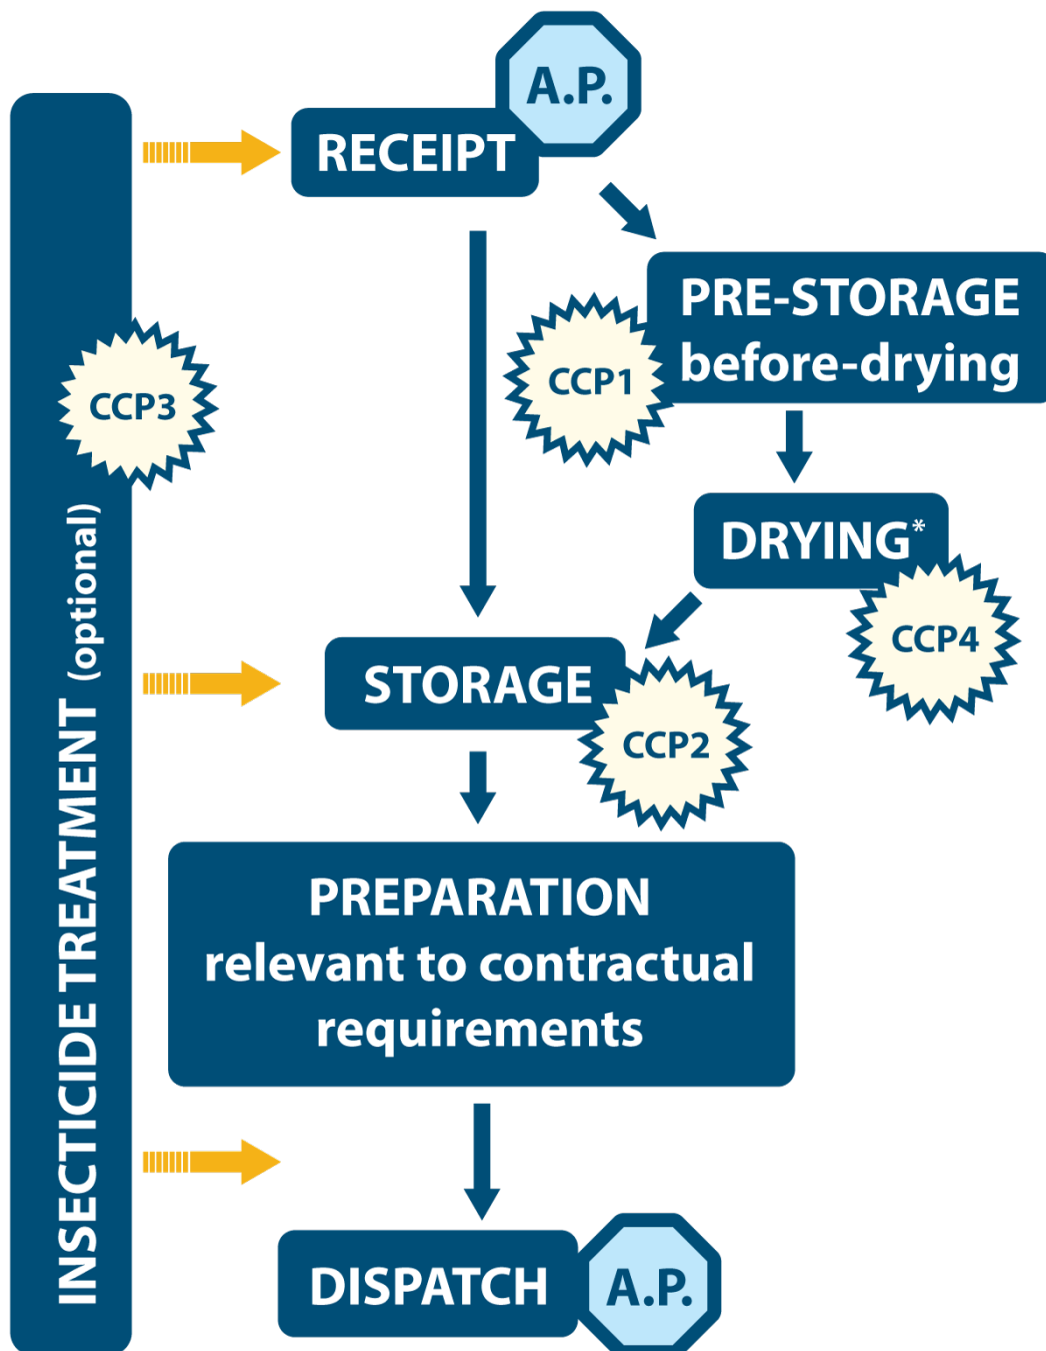 A.P.
RECEIPT
PRE-STORAGE
before-drying
CCP1
CCP3
DRYING*
CCP4
STORAGE
CCP2
INSECTICIDE TREATMENT (optional)
PREPARATION
relevant to contractual
requirements
DISPATCH
A.P.